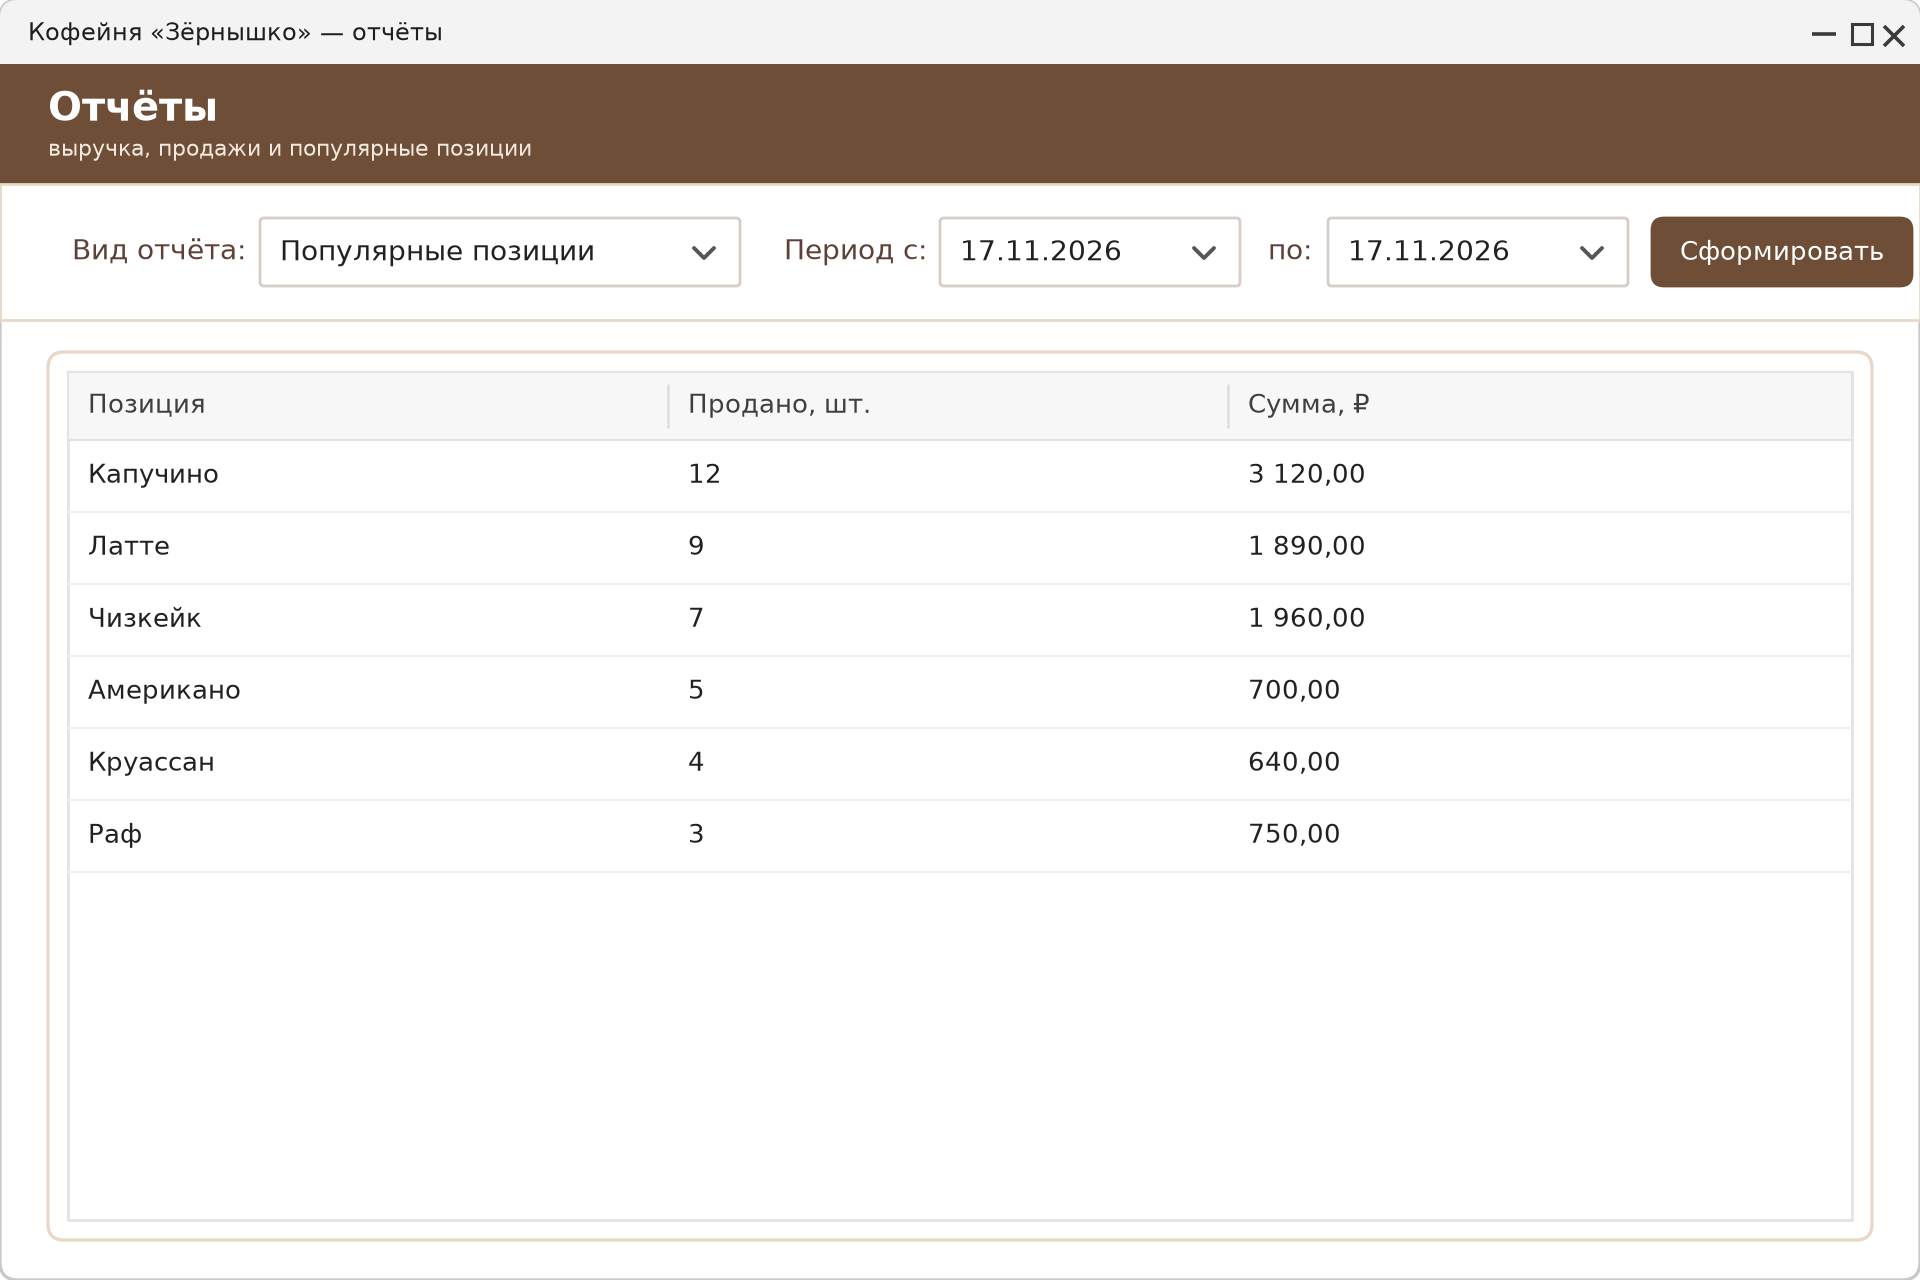 Кофейня «Зёрнышко» — отчёты
Отчёты
выручка, продажи и популярные позиции
Вид отчёта: Популярные позиции Период с: 17.11.2026 по: 17.11.2026 Сформировать
Позиция Продано, шт. Сумма, ₽
Капучино 12 3 120,00
Латте 9 1 890,00
Чизкейк 7 1 960,00
Американо 5 700,00
Круассан 4 640,00
Раф 3 750,00